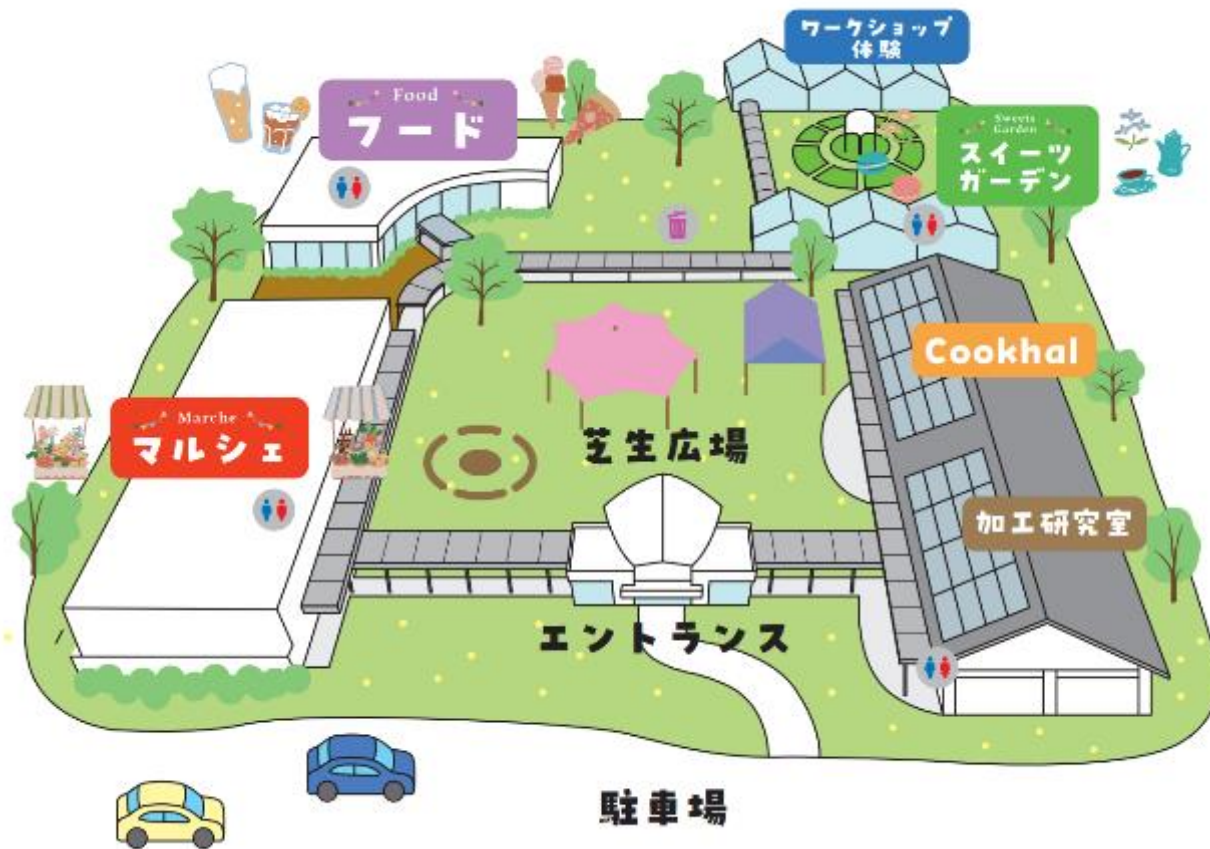 ワークショップ
体験
Food
フード
Sweets
Garden
スイーツ
ガーデン
Cookhal
Marche
マルシェ
芝生広場
加工研究室
エントランス
駐車場